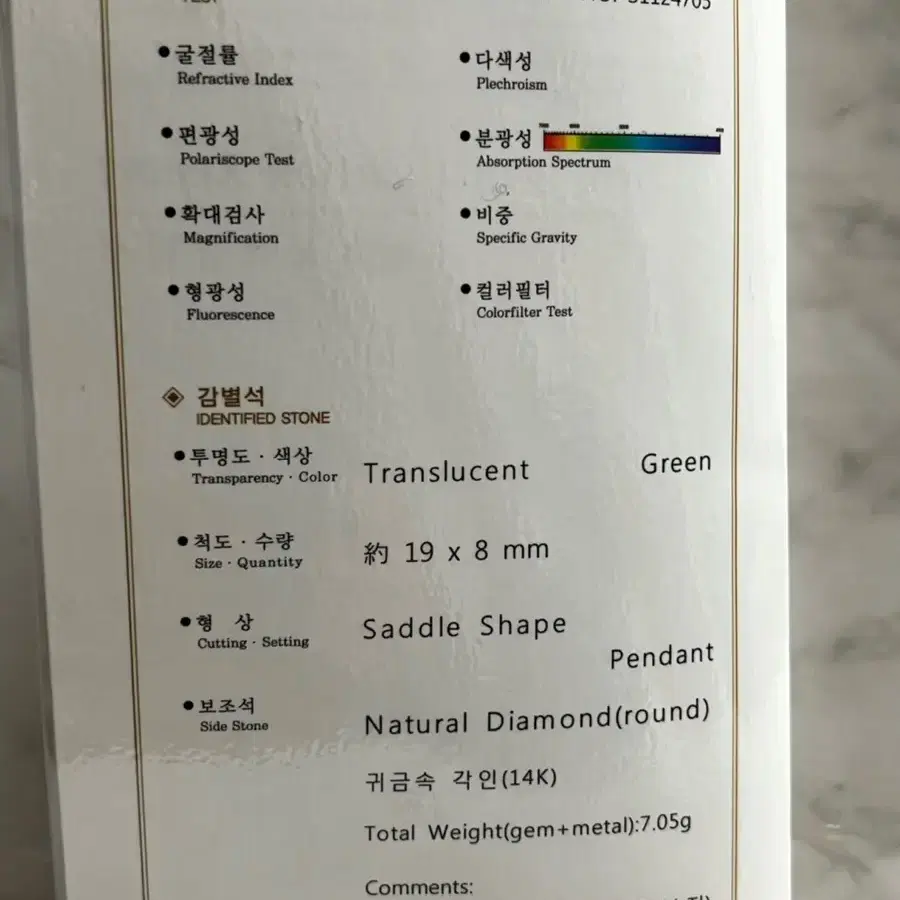 굴절률
Refractive Index
다색성
Plechroism
편광성
Polariscope Test
분광성
Absorption Spectrum
확대검사
Magnification
비중
Specific Gravity
형광성
Fluorescence
컬러필터
Colorfilter Test
감별석
IDENTIFIED STONE
투명도 · 색상
Transparency · Color
Translucent Green
척도 · 수량
Size · Quantity
約 19 x 8 mm
형 상
Cutting · Setting
Saddle Shape
Pendant
보조석
Side Stone
Natural Diamond(round)
귀금속 각인(14K)
Total Weight(gem+metal):7.05g
Comments: